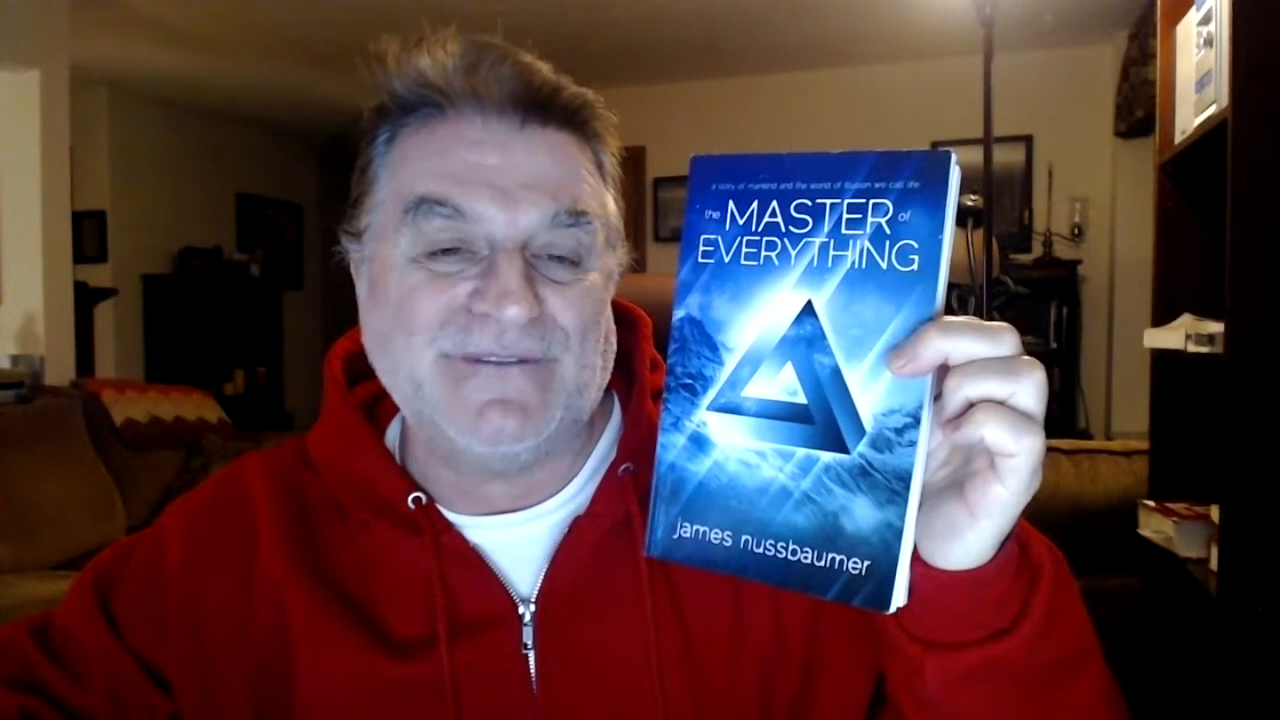 a story of mankind and the world of illusion we call life
the MASTER of
EVERYTHING
james nussbaumer